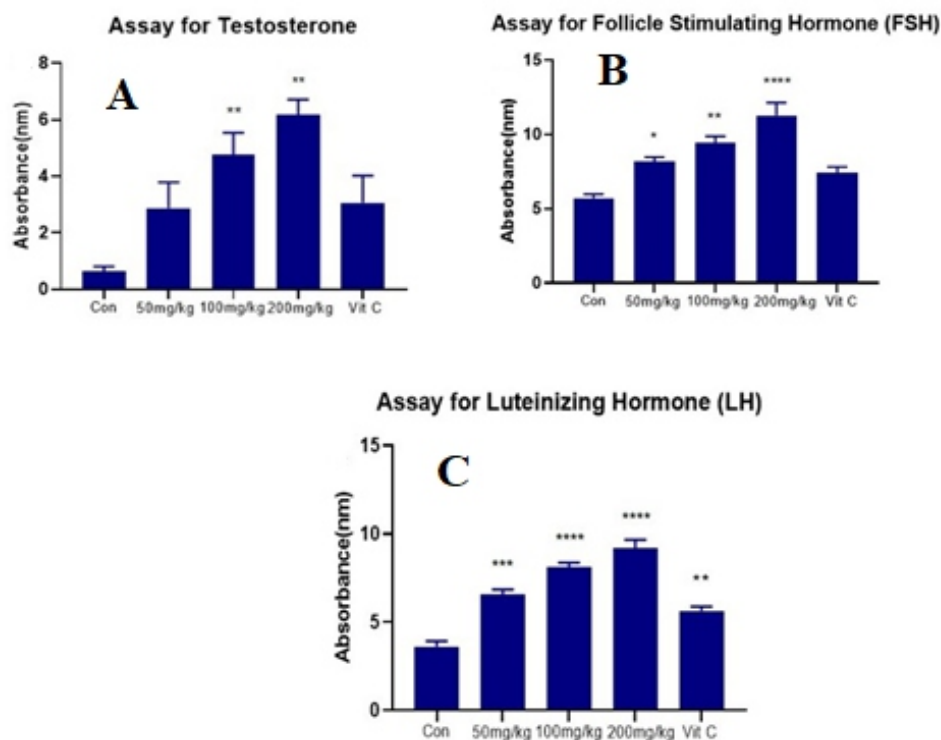 Assay for Testosterone
A
Absorbance(nm)
8
6
4
2
0
** **
Con 50mg/kg 100mg/kg 200mg/kg Vit C
Assay for Follicle Stimulating Hormone (FSH)
B
Absorbance(nm)
15
10
5
0
* ** ****
Con 50mg/kg 100mg/kg 200mg/kg Vit C
Assay for Luteinizing Hormone (LH)
C
Absorbance(nm)
15
10
5
0
*** **** **** **
Con 50mg/kg 100mg/kg 200mg/kg Vit C